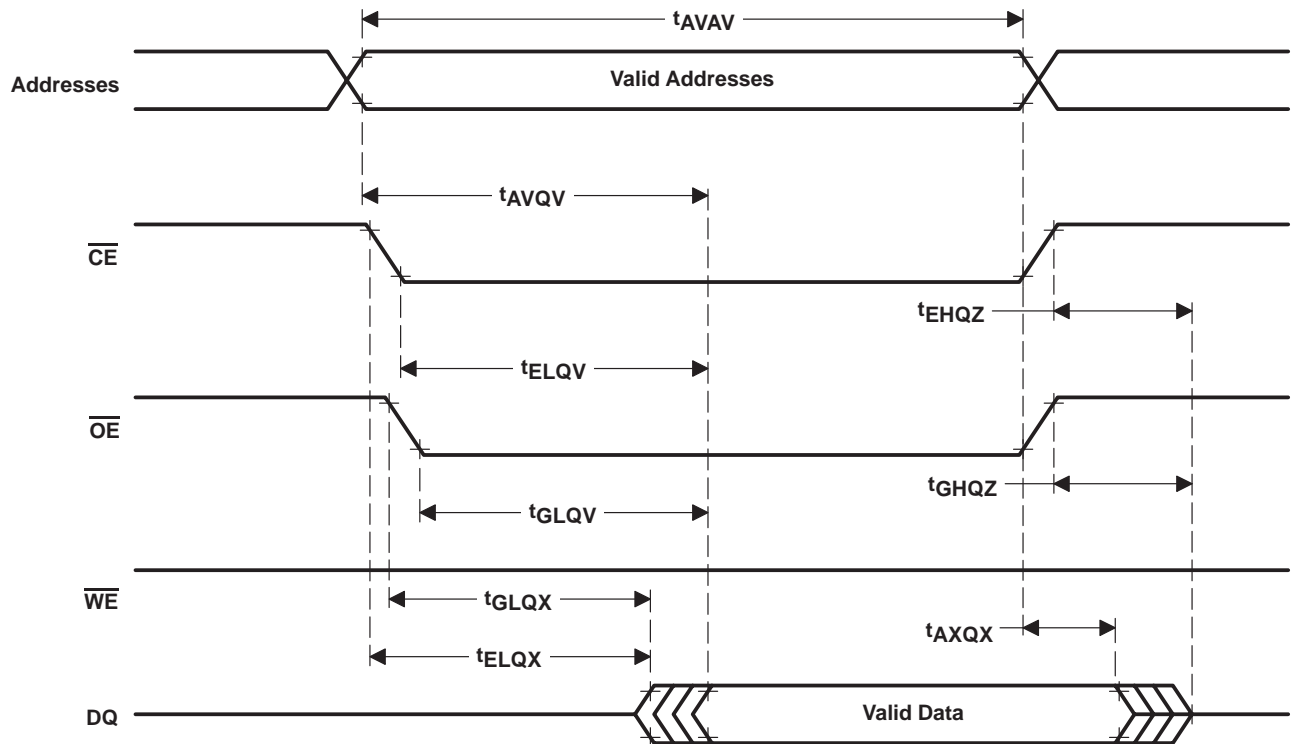 tAVAV
Addresses
Valid Addresses
tAVQV
CE
tEHQZ
tELQV
OE
tGHQZ
tGLQV
WE
tGLQX
tAXQX
tELQX
DQ
Valid Data